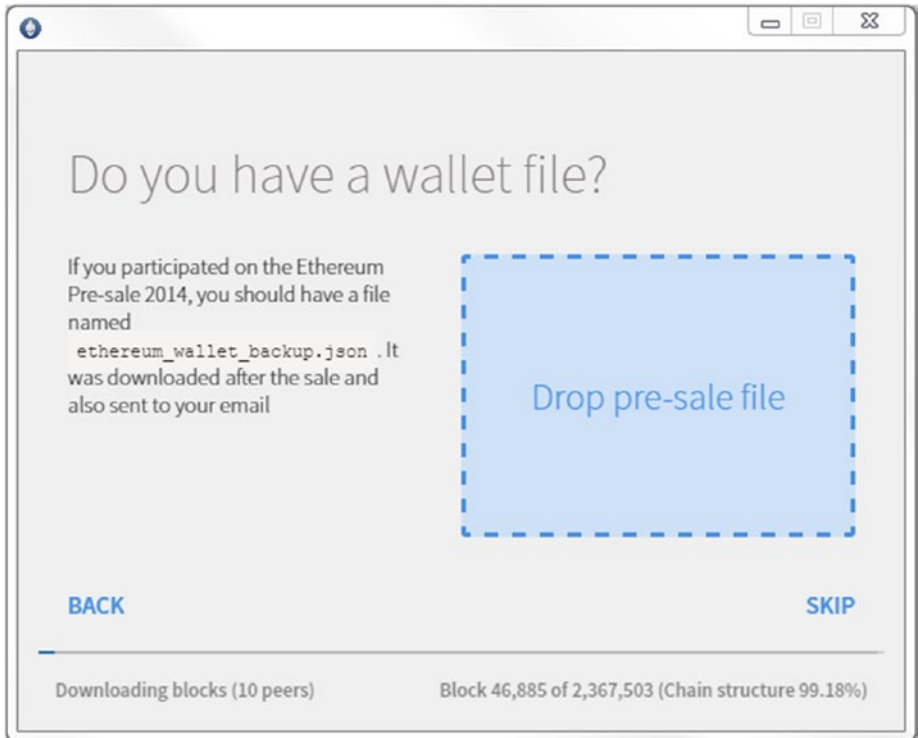 Do you have a wallet file?
If you participated on the Ethereum
Pre-sale 2014, you should have a file
named
ethereum_wallet_backup.json . It
was downloaded after the sale and
also sent to your email
Drop pre-sale file
BACK
SKIP
Downloading blocks (10 peers)
Block 46,885 of 2,367,503 (Chain structure 99.18%)